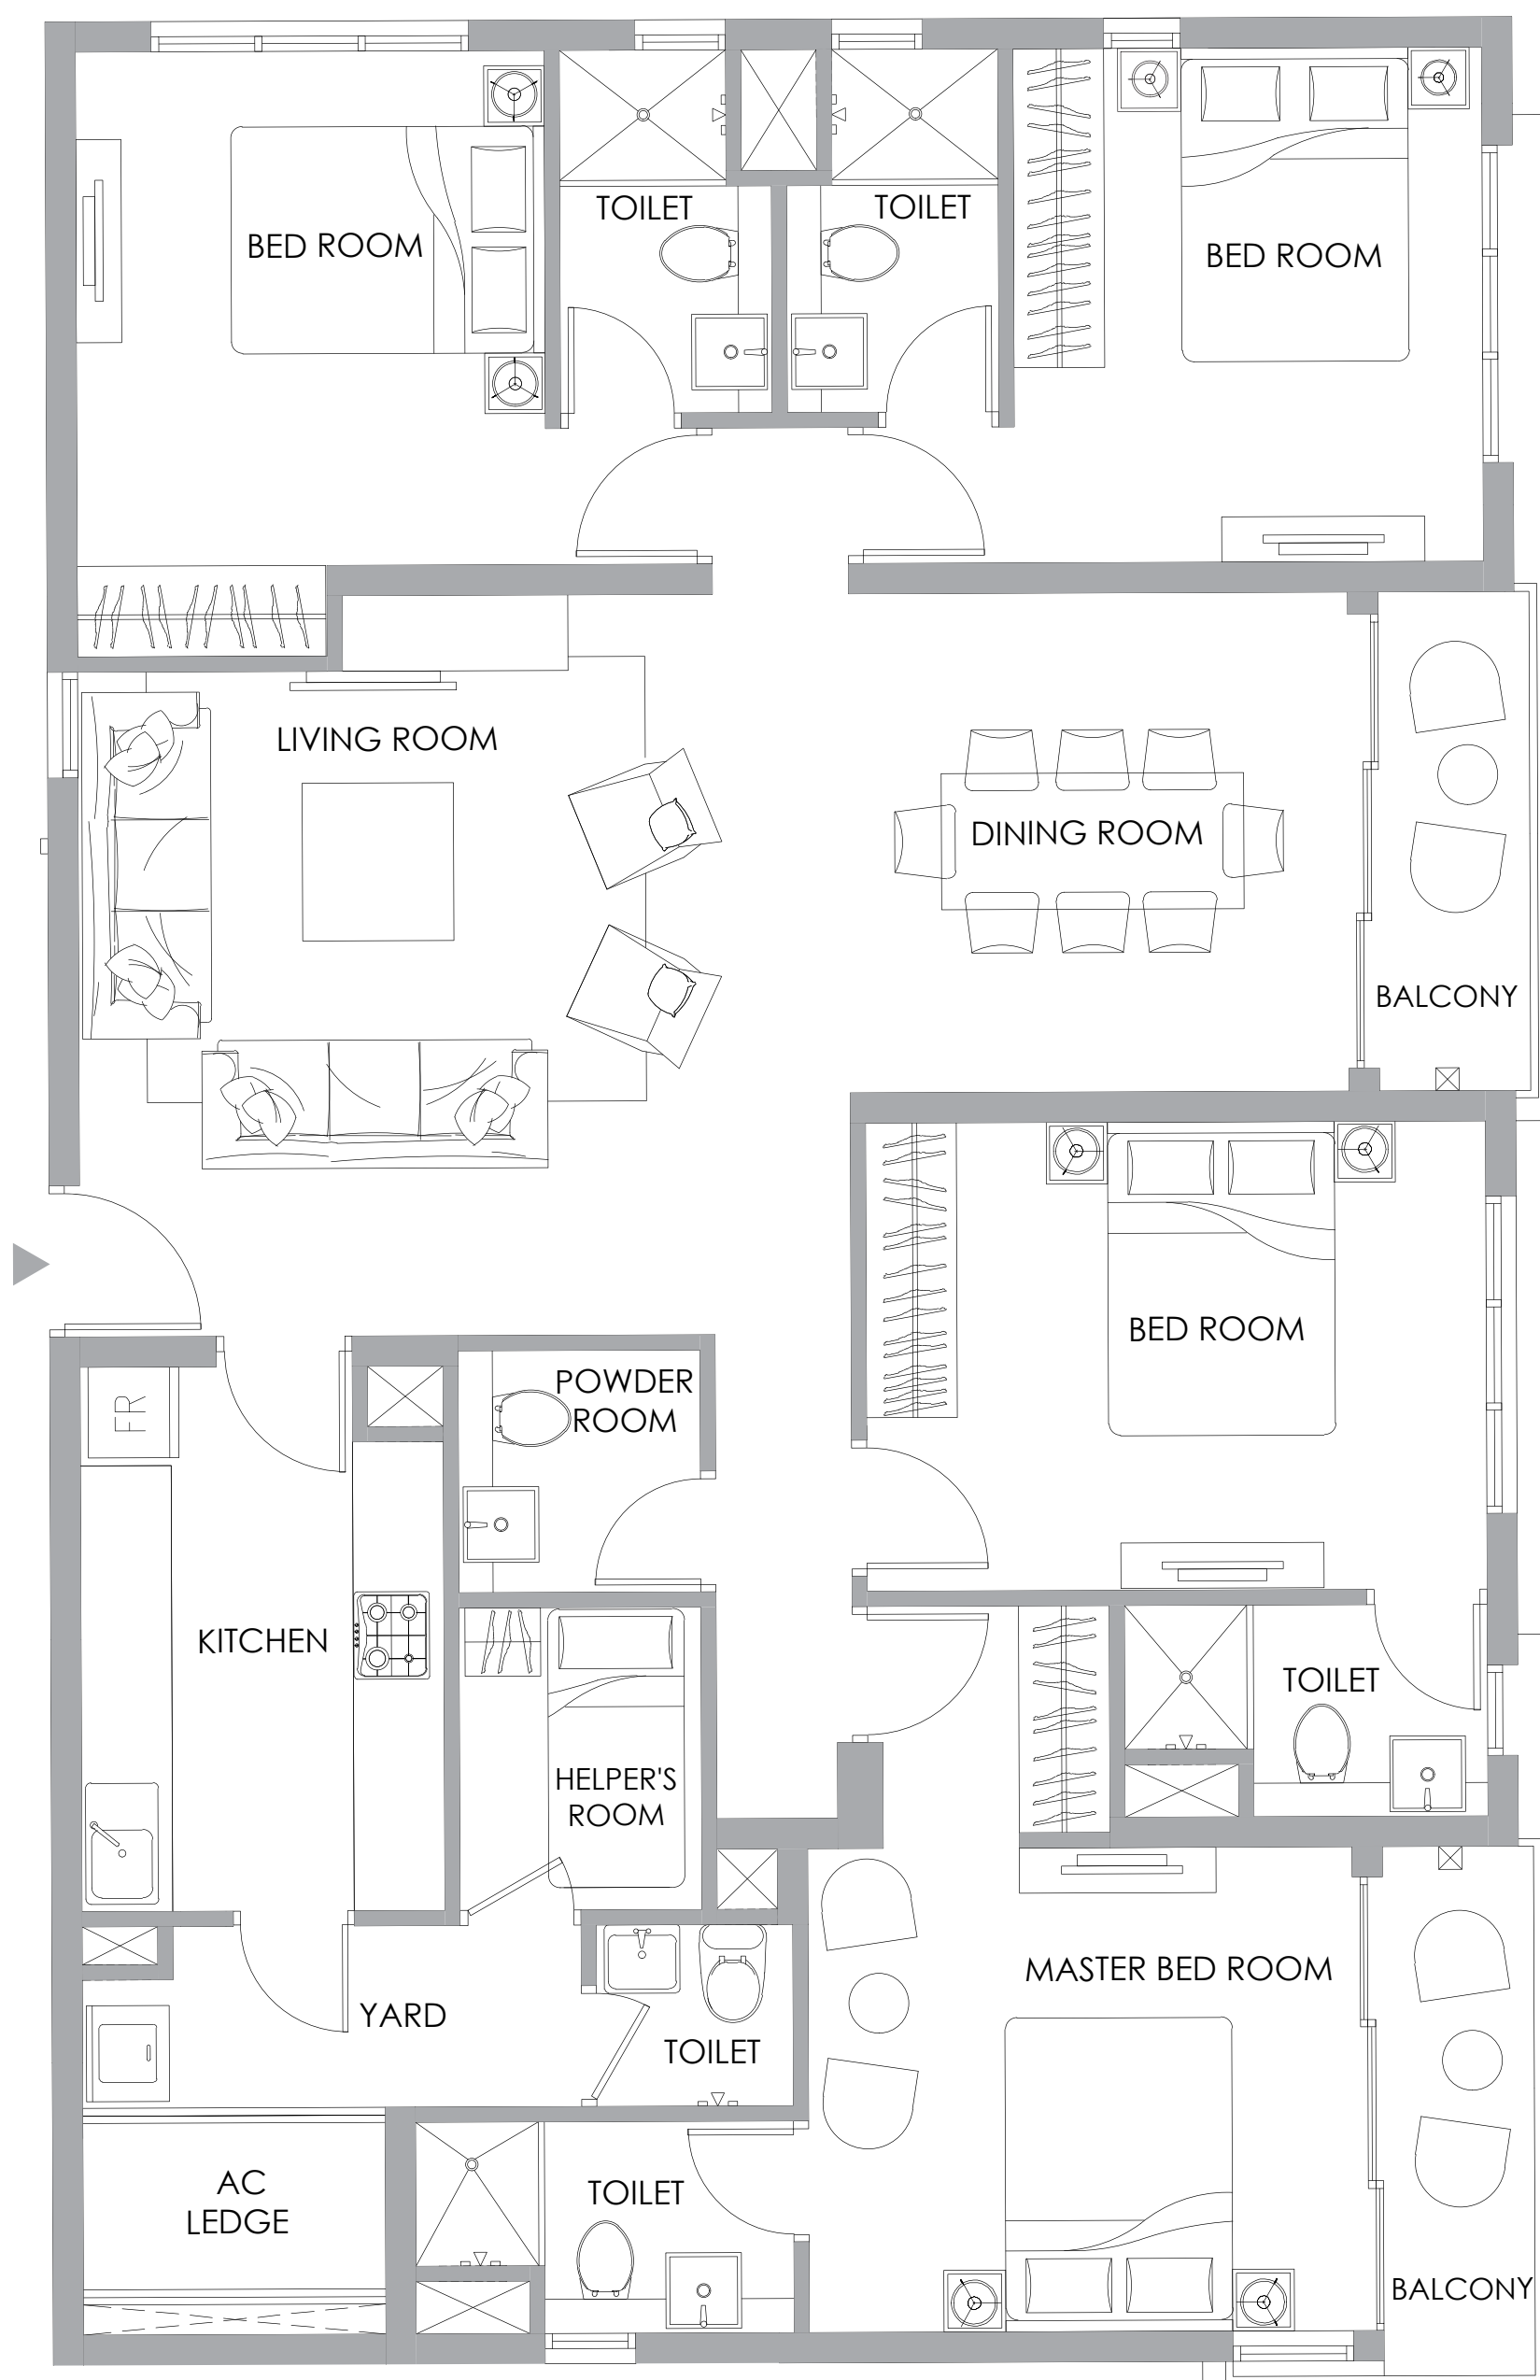 TOILET
TOILET
BED ROOM
BED ROOM
LIVING ROOM
DINING ROOM
BALCONY
BED ROOM
POWDER
ROOM
FR
KITCHEN
TOILET
HELPER'S
ROOM
MASTER BED ROOM
YARD
TOILET
AC
LEDGE
TOILET
BALCONY